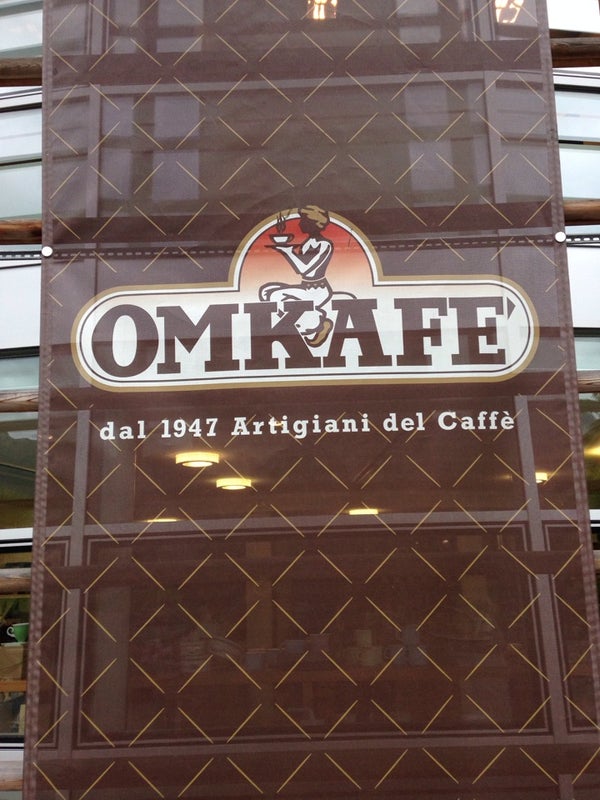 OMKAFE'
dal 1947 Artigiani del Caffè